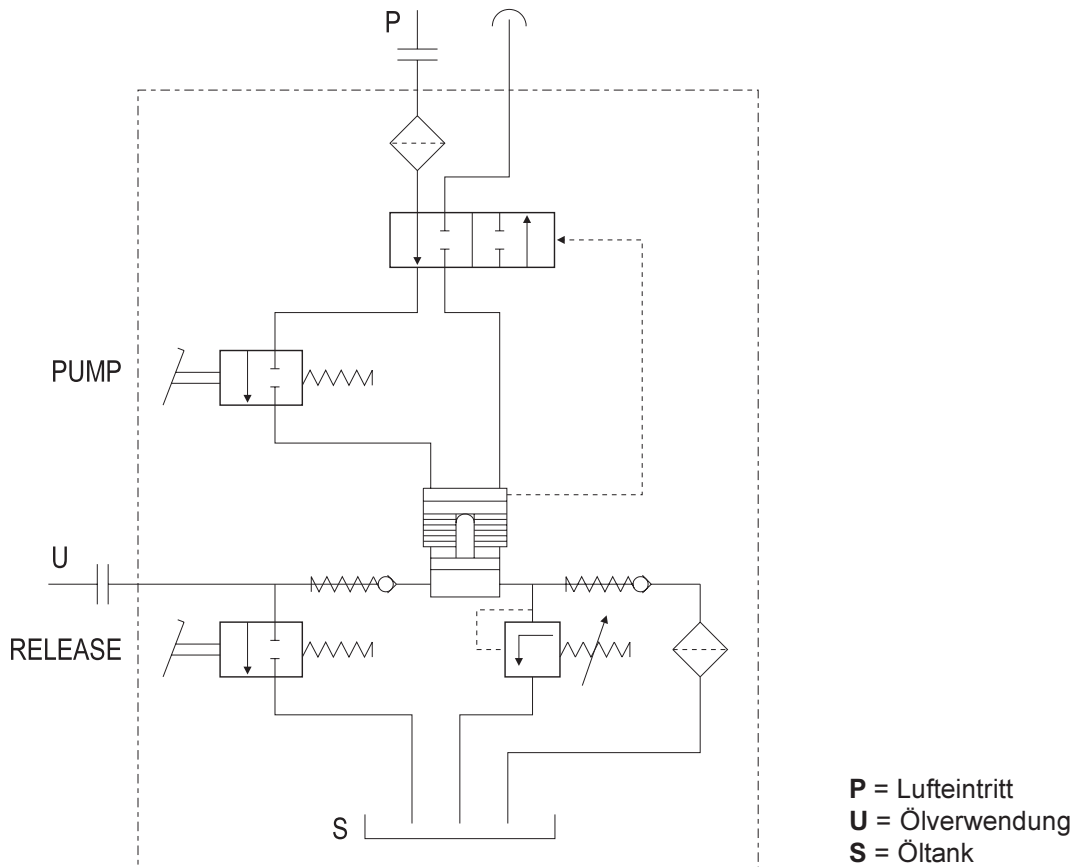 P
PUMP
U
RELEASE
S
P = Lufteintritt
U = Ölverwendung
S = Öltank